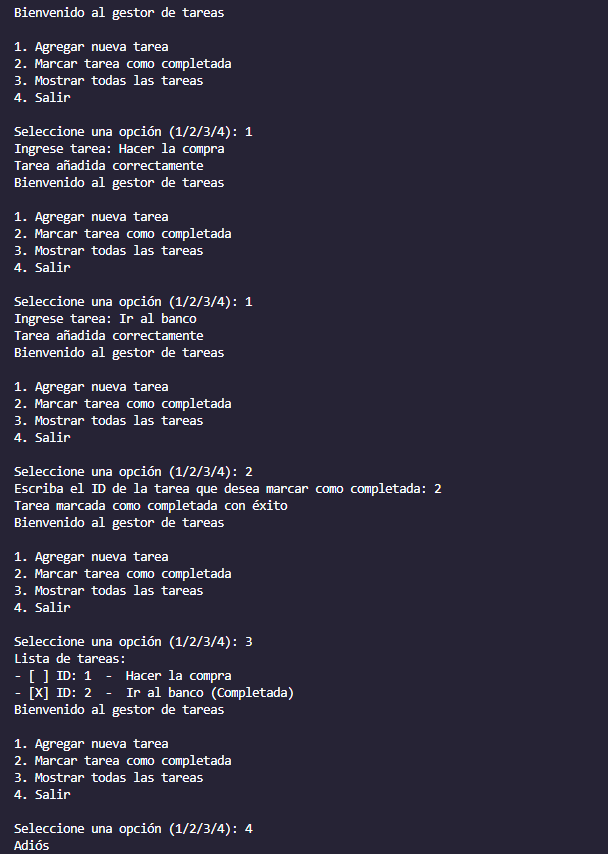 Bienvenido al gestor de tareas
1. Agregar nueva tarea
2. Marcar tarea como completada
3. Mostrar todas las tareas
4. Salir
Seleccione una opción (1/2/3/4): 1
Ingrese tarea: Hacer la compra
Tarea añadida correctamente
Bienvenido al gestor de tareas
1. Agregar nueva tarea
2. Marcar tarea como completada
3. Mostrar todas las tareas
4. Salir
Seleccione una opción (1/2/3/4): 1
Ingrese tarea: Ir al banco
Tarea añadida correctamente
Bienvenido al gestor de tareas
1. Agregar nueva tarea
2. Marcar tarea como completada
3. Mostrar todas las tareas
4. Salir
Seleccione una opción (1/2/3/4): 2
Escriba el ID de la tarea que desea marcar como completada: 2
Tarea marcada como completada con éxito
Bienvenido al gestor de tareas
1. Agregar nueva tarea
2. Marcar tarea como completada
3. Mostrar todas las tareas
4. Salir
Seleccione una opción (1/2/3/4): 3
Lista de tareas:
- [ ] ID: 1  -  Hacer la compra
- [X] ID: 2  -  Ir al banco (Completada)
Bienvenido al gestor de tareas
1. Agregar nueva tarea
2. Marcar tarea como completada
3. Mostrar todas las tareas
4. Salir
Seleccione una opción (1/2/3/4): 4
Adiós